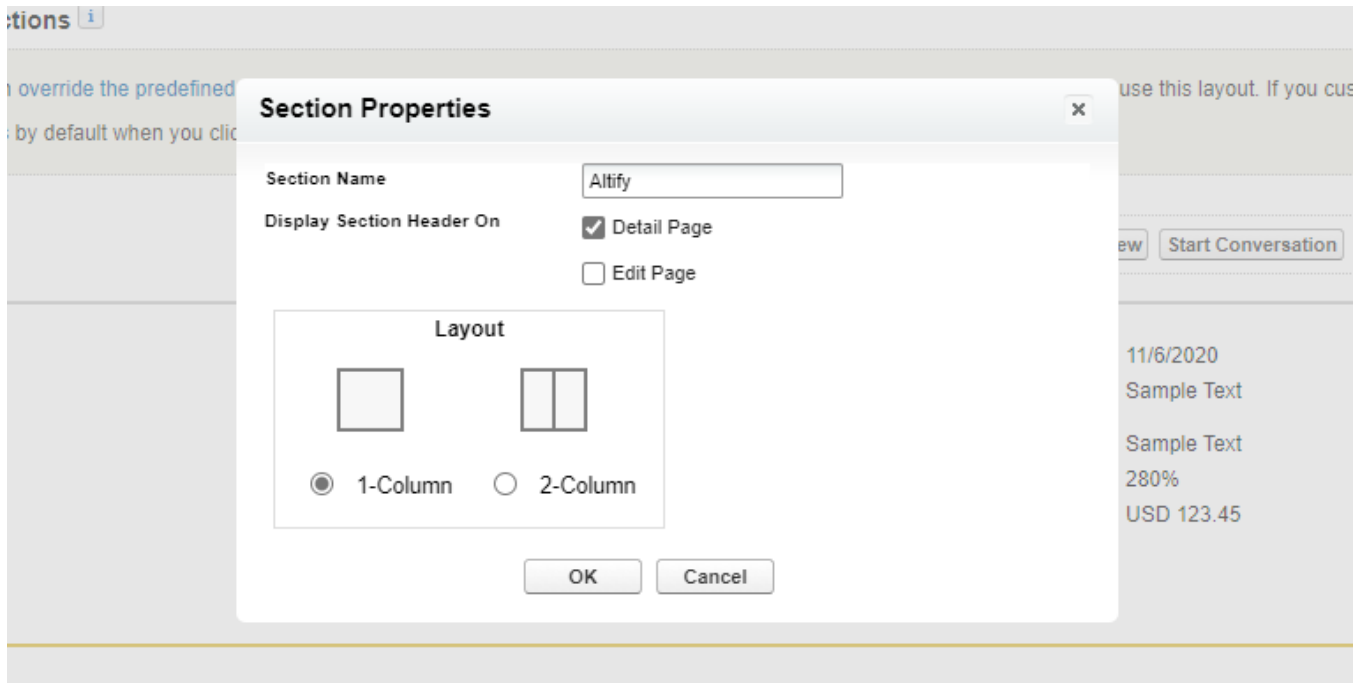 ctions i
override the predefined
use this layout. If you cus
by default when you clic
Section Properties
Section Name
Altify
Display Section Header On
Detail Page
Edit Page
Layout
1-Column
2-Column
OK
Cancel
ew
Start Conversation
11/6/2020
Sample Text
Sample Text
280%
USD 123.45